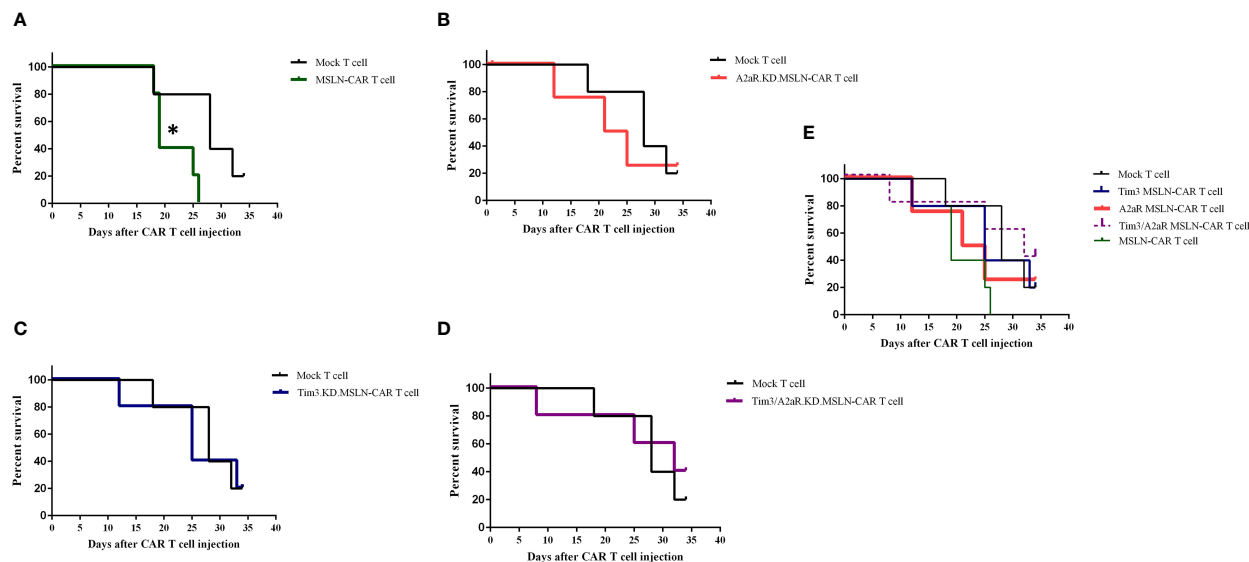 A
Mock T cell
MSLN-CAR T cell
*
Percent survival
100
80
60
40
20
0
0 5 10 15 20 25 30 35 40
Days after CAR T cell injection
B
Mock T cell
A2aR.KD.MSLN-CAR T cell
Percent survival
100
80
60
40
20
0
0 5 10 15 20 25 30 35 40
Days after CAR T cell injection
E
Mock T cell
Tim3 MSLN-CAR T cell
A2aR MSLN-CAR T cell
Tim3/A2aR MSLN-CAR T cell
MSLN-CAR T cell
Percent survival
100
80
60
40
20
0
0 5 10 15 20 25 30 35 40
Days after CAR T cell injection
C
Mock T cell
Tim3.KD.MSLN-CAR T cell
Percent survival
100
80
60
40
20
0
0 5 10 15 20 25 30 35 40
Days after CAR T cell injection
D
Mock T cell
Tim3/A2aR.KD.MSLN-CAR T cell
Percent survival
100
80
60
40
20
0
0 5 10 15 20 25 30 35 40
Days after CAR T cell injection